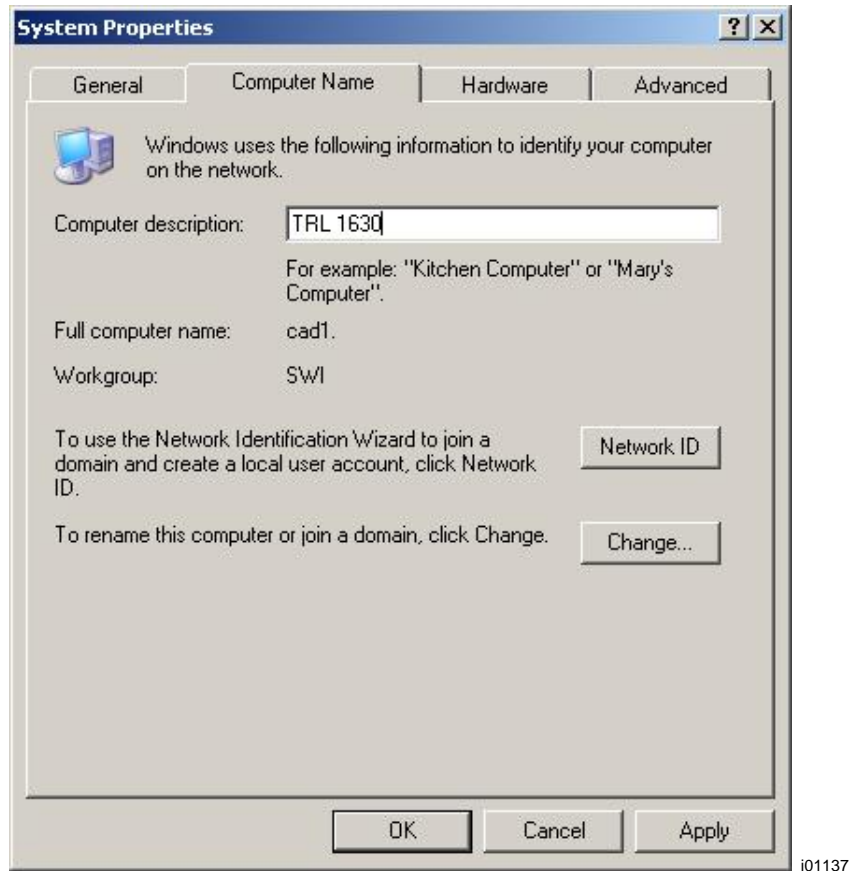 System Properties
General Computer Name Hardware Advanced
Windows uses the following information to identify your computer
on the network.
Computer description: TRL 1630
For example: "Kitchen Computer" or "Mary's
Computer".
Full computer name: cad1.
Workgroup: SWI
To use the Network Identification Wizard to join a
domain and create a local user account, click Network
ID.
Network ID
To rename this computer or join a domain, click Change.
Change...
OK Cancel Apply
i01137